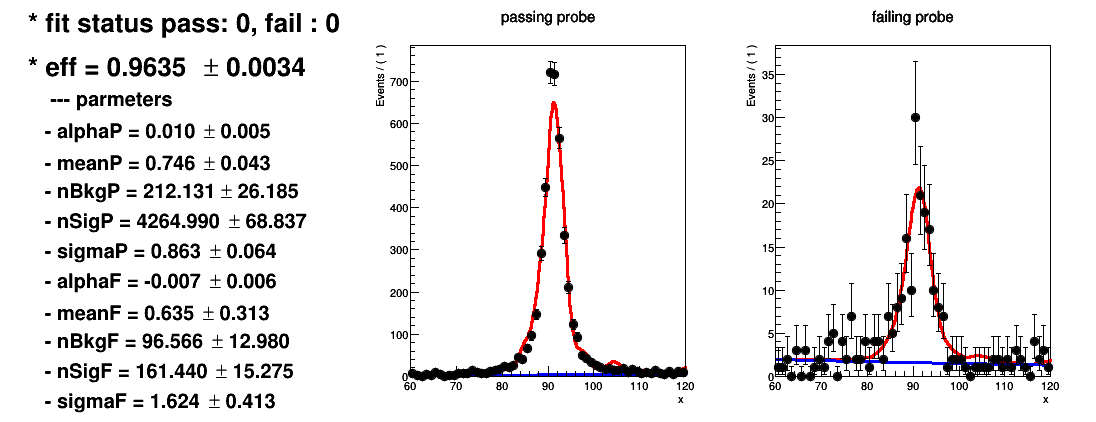 * fit status pass: 0, fail : 0
* eff = 0.9635 ± 0.0034
--- parmeters
- alphaP = 0.010 ± 0.005
- meanP = 0.746 ± 0.043
- nBkgP = 212.131 ± 26.185
- nSigP = 4264.990 ± 68.837
- sigmaP = 0.863 ± 0.064
- alphaF = -0.007 ± 0.006
- meanF = 0.635 ± 0.313
- nBkgF = 96.566 ± 12.980
- nSigF = 161.440 ± 15.275
- sigmaF = 1.624 ± 0.413
passing probe
Events / ( 1 )
700
600
500
400
300
200
100
0
60 70 80 90 100 110 120
x
failing probe
Events / ( 1 )
35
30
25
20
15
10
5
0
60 70 80 90 100 110 120
x